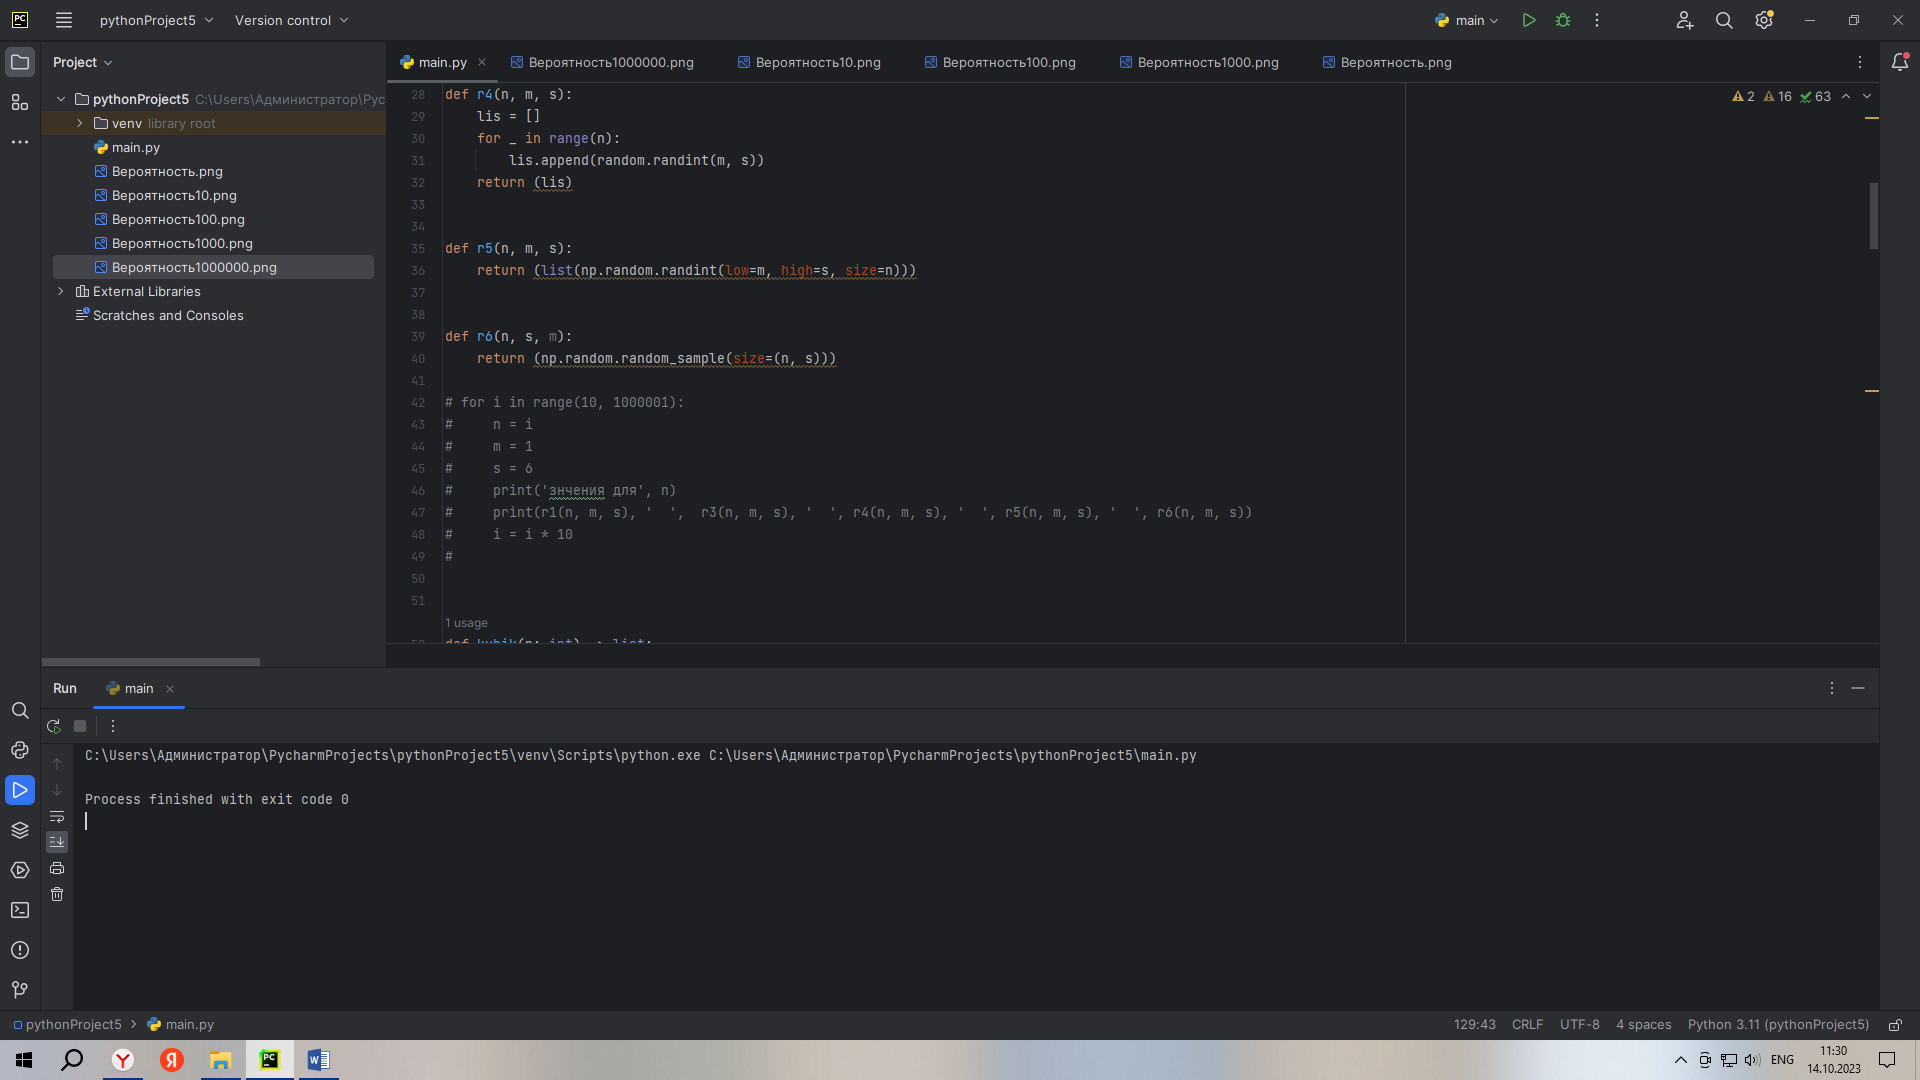 pythonProject5 Version control main
Project
main.py Вероятность1000000.png Вероятность10.png Вероятность100.png Вероятность1000.png Вероятность.png
pythonProject5 C:\Users\Администратор\Рус
venv library root
main.py
Вероятность.png
Вероятность10.png
Вероятность100.png
Вероятность1000.png
Вероятность1000000.png
External Libraries
Scratches and Consoles
2 16 63
28 def r4(n, m, s):
29 lis = []
30 for _ in range(n):
31 lis.append(random.randint(m, s))
32 return (lis)
33
34
35 def r5(n, m, s):
36 return (list(np.random.randint(low=m, high=s, size=n)))
37
38
39 def r6(n, s, m):
40 return (np.random.random_sample(size=(n, s)))
41
42 # for i in range(10, 1000001):
43 #     n = i
44 #     m = 1
45 #     s = 6
46 #     print('знчения для', n)
47 #     print(r1(n, m, s), '  ',  r3(n, m, s), '  ', r4(n, m, s), '  ', r5(n, m, s), '  ', r6(n, m, s))
48 #     i = i * 10
49 #
50
51
1 usage
def kubik(n: int) -> list:
Run main
C:\Users\Администратор\PycharmProjects\pythonProject5\venv\Scripts\python.exe C:\Users\Администратор\PycharmProjects\pythonProject5\main.py
Process finished with exit code 0
pythonProject5 main.py 129:43 CRLF UTF-8 4 spaces Python 3.11 (pythonProject5)
ENG
11:30
14.10.2023